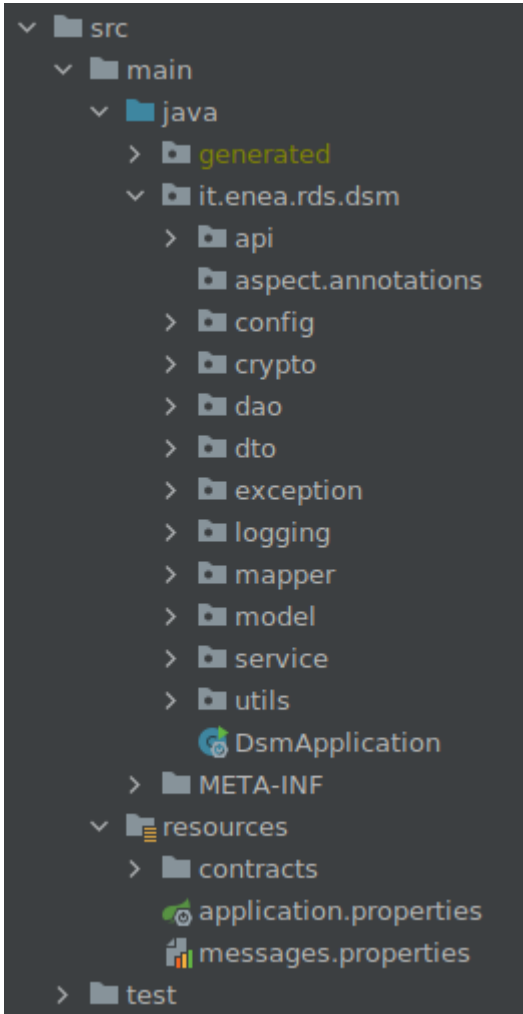 src
main
java
generated
it.enea.rds.dsm
api
aspect.annotations
config
crypto
dao
dto
exception
logging
mapper
model
service
utils
DsmApplication
META-INF
resources
contracts
application.properties
messages.properties
test